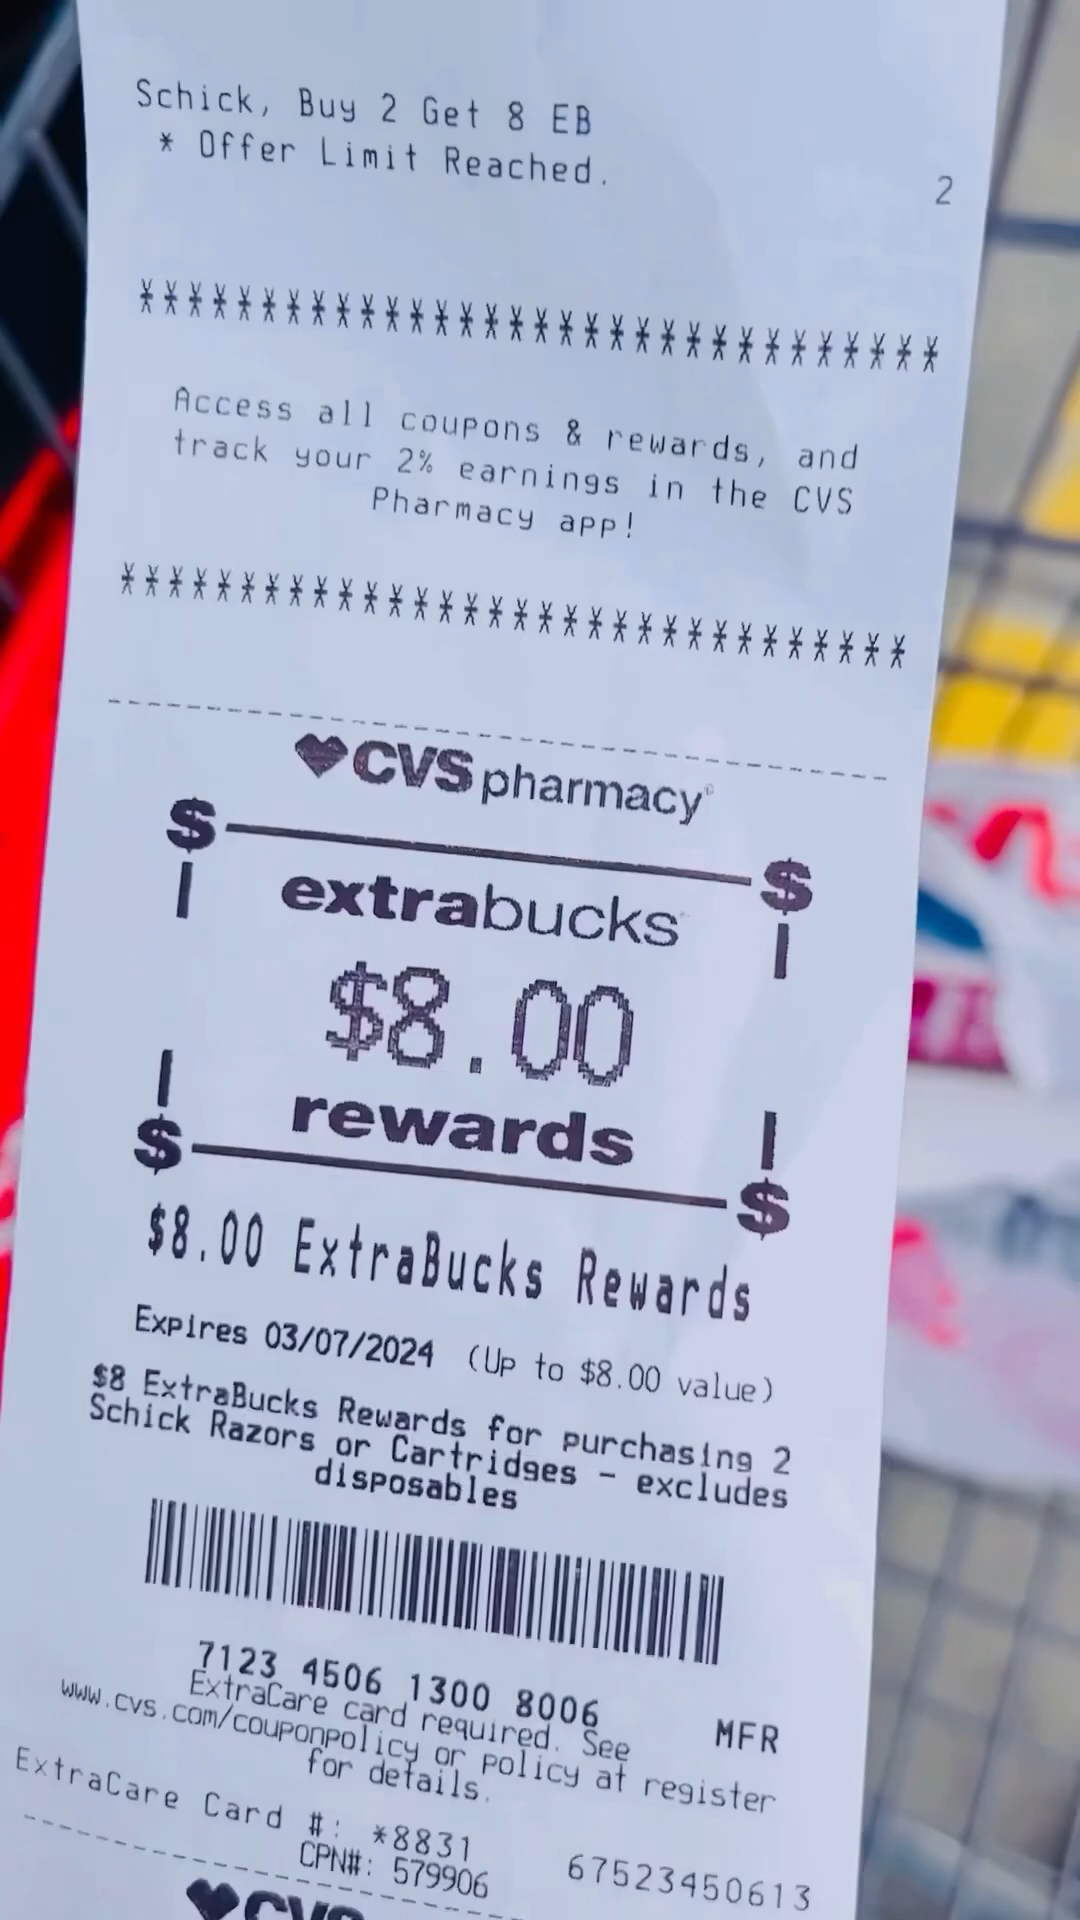 Schick, Buy 2 Get 8 EB
* Offer Limit Reached.
2
*********************************
Access all coupons & rewards, and
track your 2% earnings in the CVS
Pharmacy app!
********************************
CVS pharmacy
$ $
extrabucks
$8.00
rewards
$ $
$8.00 ExtraBucks Rewards
Expires 03/07/2024 (Up to $8.00 value)
$8 ExtraBucks Rewards for purchasing 2
Schick Razors or Cartridges - excludes
disposables
7123 4506 1300 8006 MFR
ExtraCare card required. See
www.cvs.com/couponpolicy or policy at register
for details.
ExtraCare Card #: *8831
CPN#: 579906 67523450613
CVS